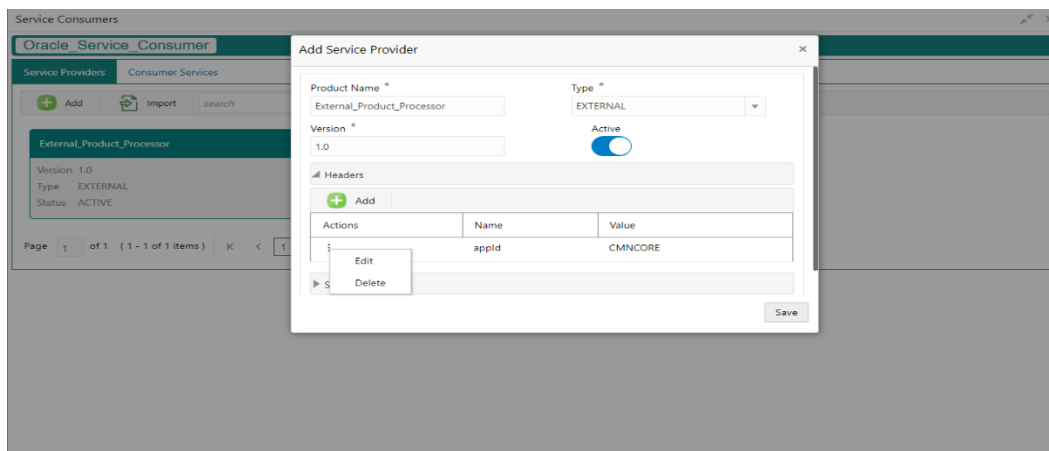 Service Consumers
Oracle_Service_Consumer
Service Providers Consumer Services
Add Import search
External_Product_Processor
Version 1.0
Type EXTERNAL
Status ACTIVE
Page 1 of 1 (1 - 1 of 1 items) K < 1
Add Service Provider ×
Product Name * Type *
External_Product_Processor EXTERNAL
Version * Active
1.0
Headers
Add
Actions Name Value
appId CMNCORE
Edit
Delete
S
Save